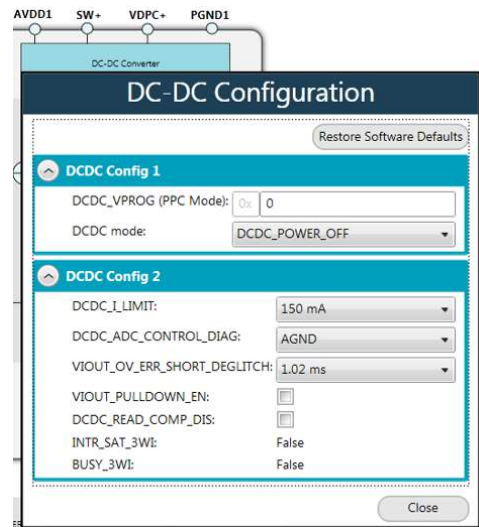 AVDD1 SW+ VDPC+ PGND1
DC-DC Converter
DC-DC Configuration
Restore Software Defaults
DCDC Config 1
DCDC_VPROG (PPC Mode): 0x 0
DCDC mode: DCDC_POWER_OFF
DCDC Config 2
DCDC_I_LIMIT: 150 mA
DCDC_ADC_CONTROL_DIAG: AGND
VIOUT_OV_ERR_SHORT_DEGLITCH: 1.02 ms
VIOUT_PULLDOWN_EN:
DCDC_READ_COMP_DIS:
INTR_SAT_3WI: False
BUSY_3WI: False
Close